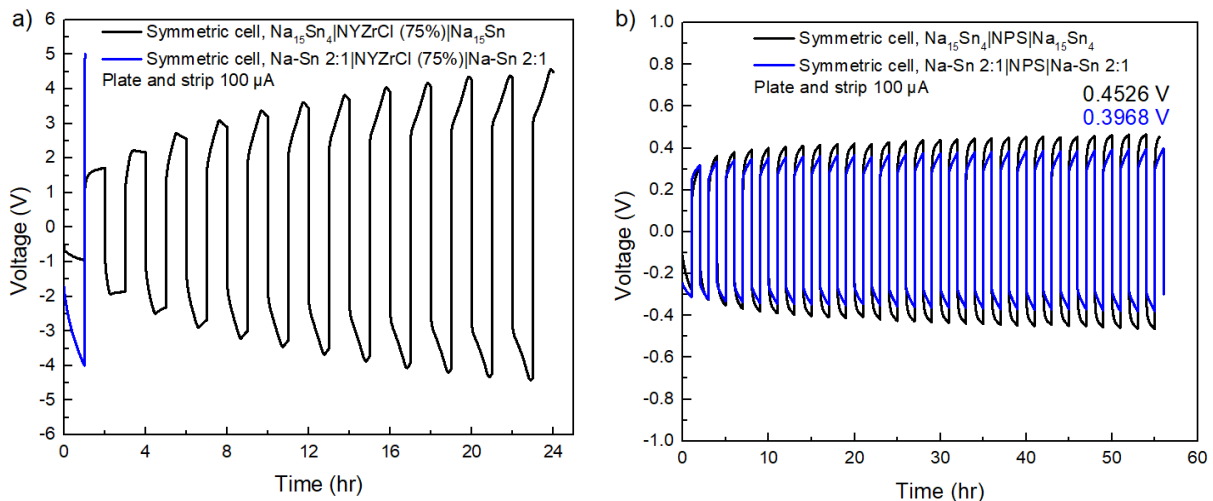 a)
Symmetric cell, Na₁₅Sn₄|NYZrCl (75%)|Na₁₅Sn
Symmetric cell, Na-Sn 2:1|NYZrCl (75%)|Na-Sn 2:1
Plate and strip 100 µA
6
5
4
3
2
1
0
-1
-2
-3
-4
-5
-6
Voltage (V)
0 4 8 12 16 20 24
Time (hr)
b)
Symmetric cell, Na₁₅Sn₄|NPS|Na₁₅Sn₄
Symmetric cell, Na-Sn 2:1|NPS|Na-Sn 2:1
Plate and strip 100 µA
0.4526 V
0.3968 V
1.0
0.8
0.6
0.4
0.2
0.0
-0.2
-0.4
-0.6
-0.8
-1.0
Voltage (V)
0 10 20 30 40 50 60
Time (hr)